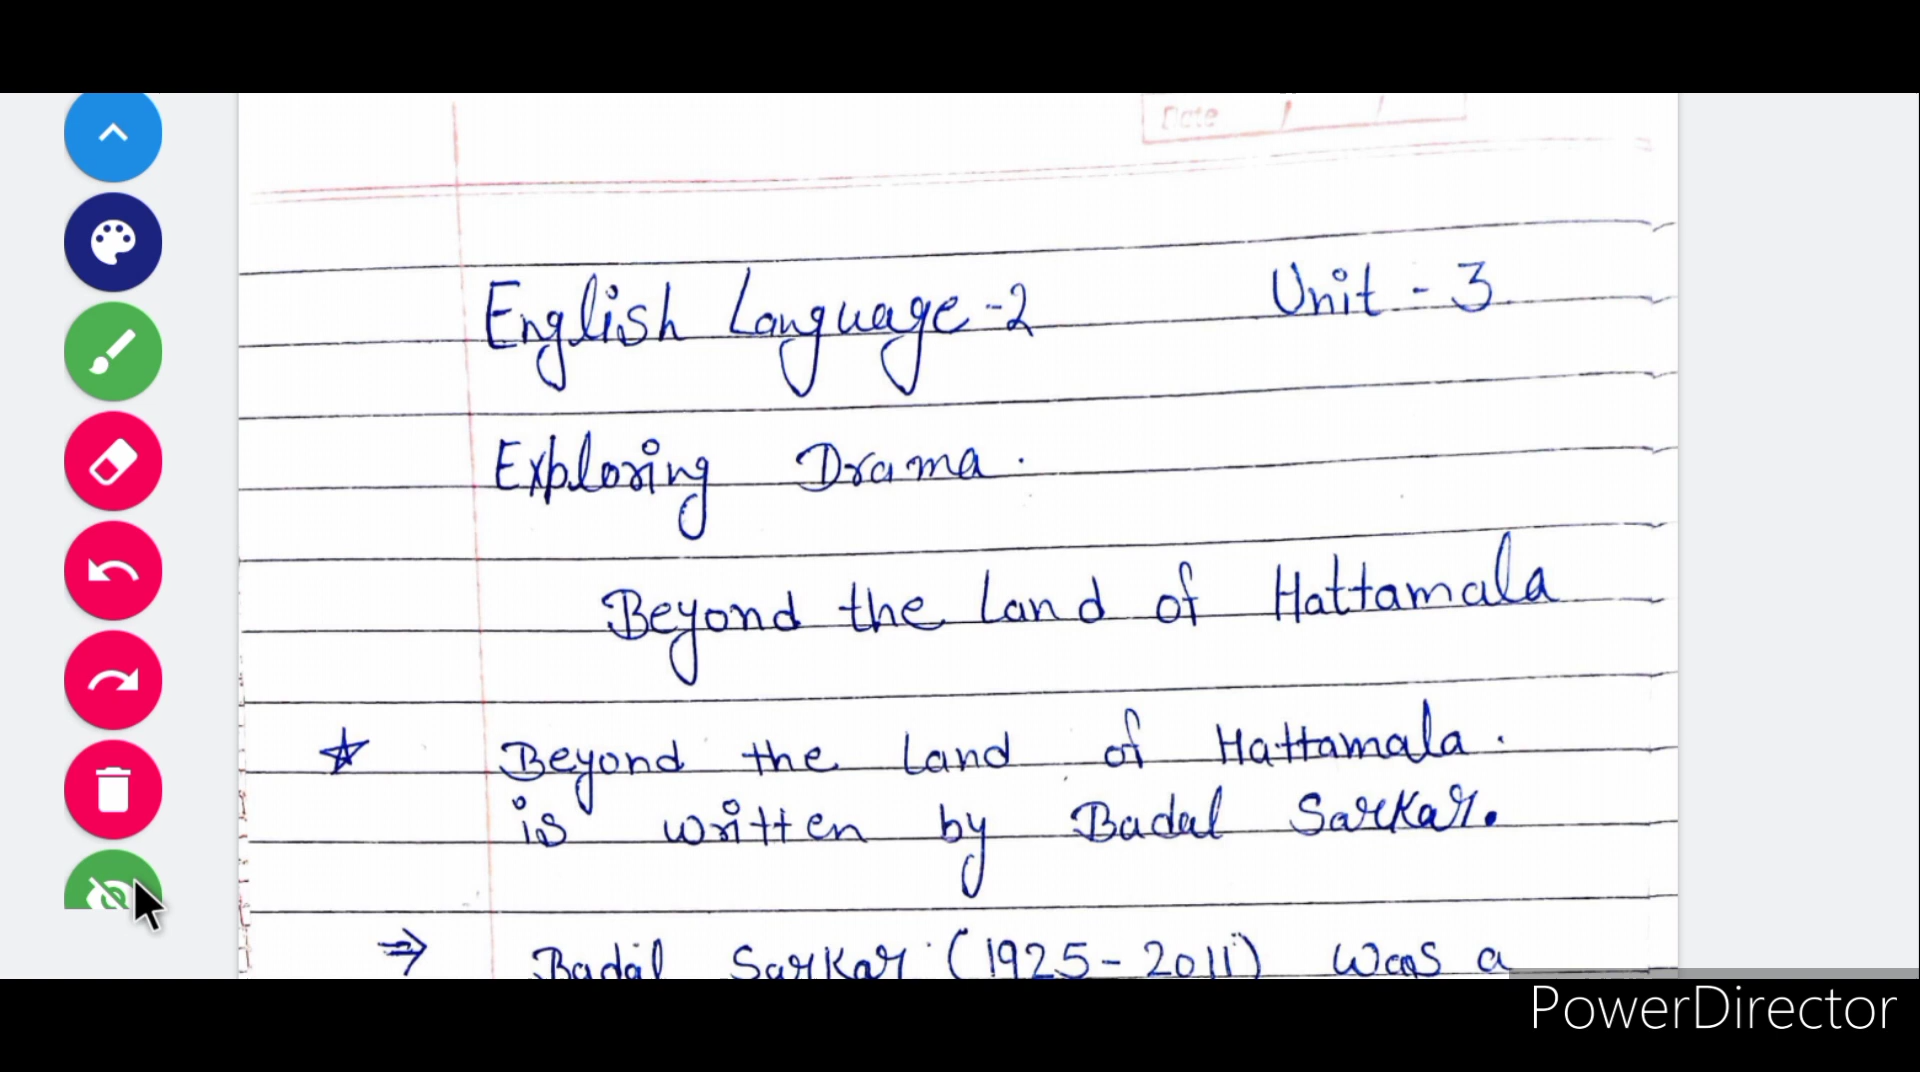 Date / /
English Language-2 Unit - 3
Exploring Drama.
Beyond the Land of Hattamala
☆ Beyond the Land of Hattamala.
is written by Badal Sarkar.
⇒ Badal Sarkar (1925-2011) was a
PowerDirector